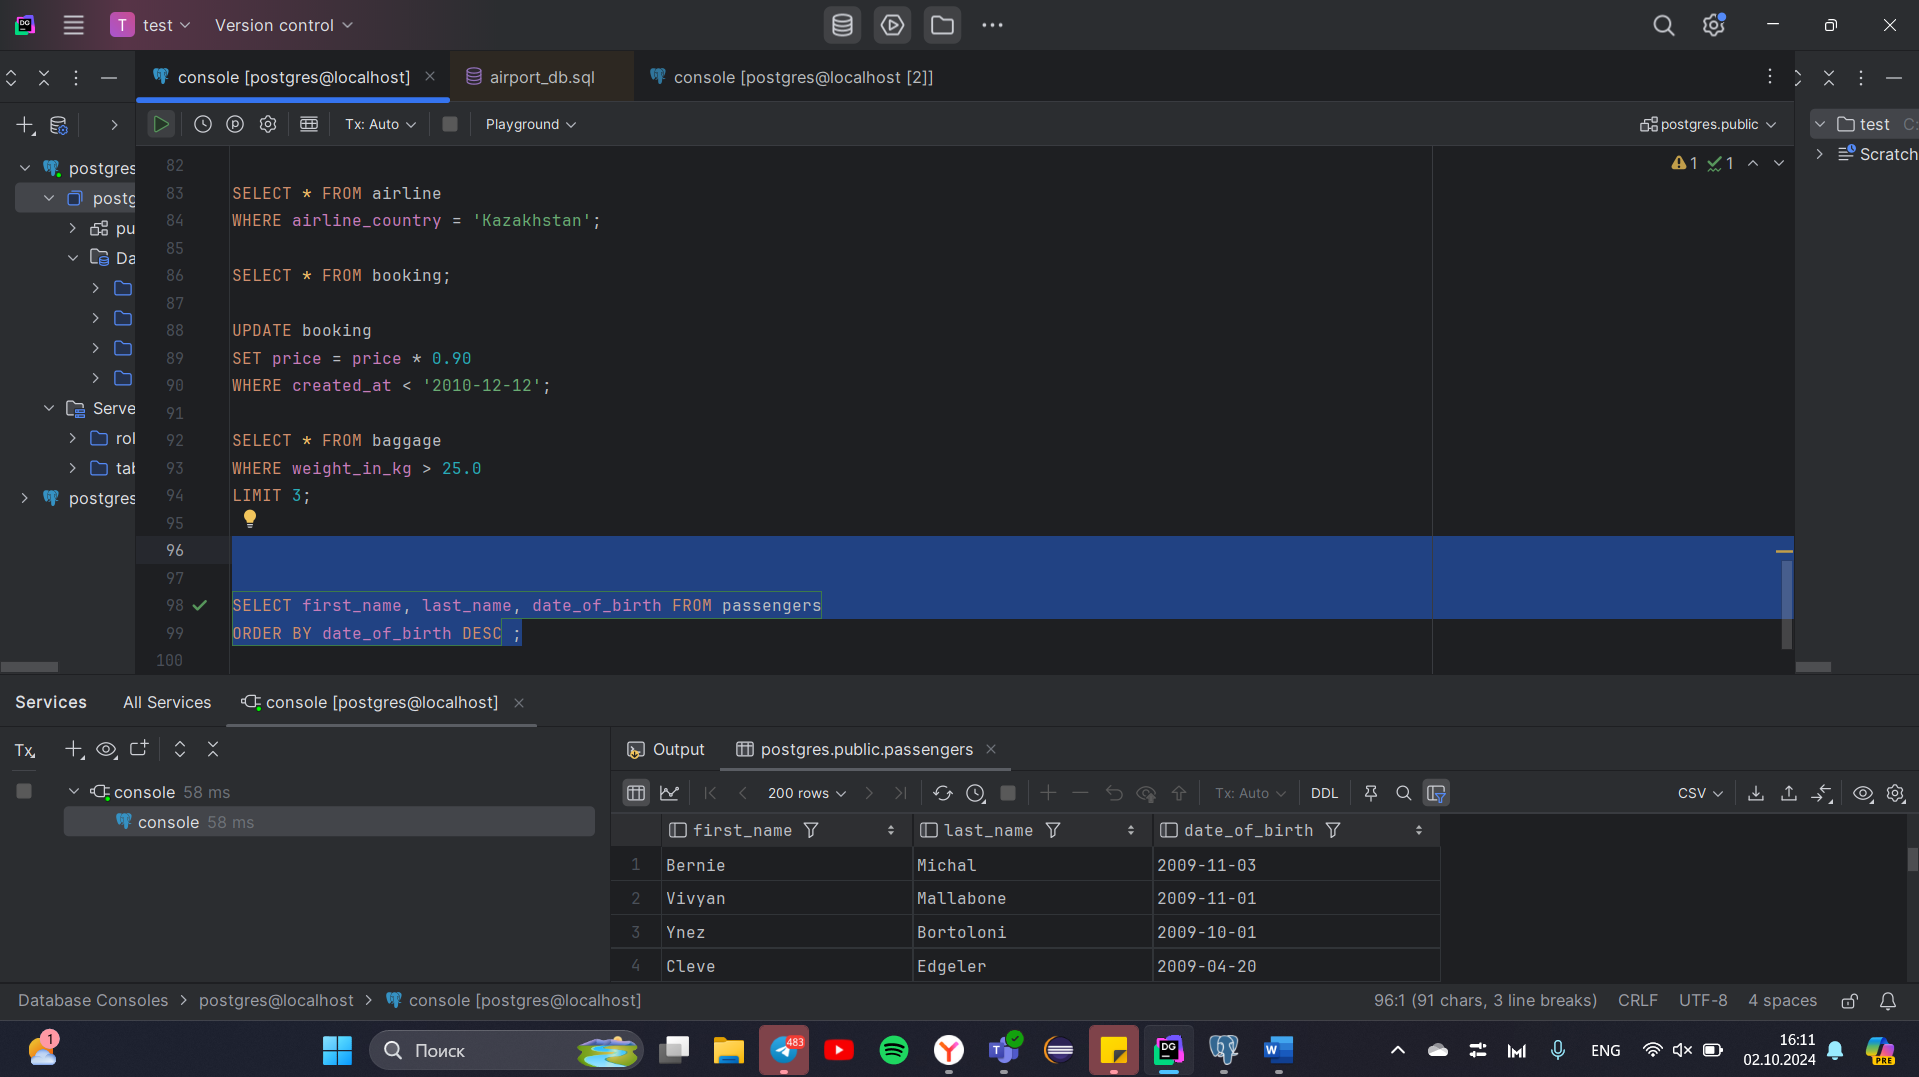 T test Version control
console [postgres@localhost]
airport_db.sql
console [postgres@localhost [2]]
Tx: Auto
Playground
postgres.public
postgres
postg
pu
Da
Serve
rol
tab
postgres
test C:
Scratch
1 1
82
83 SELECT * FROM airline
84 WHERE airline_country = 'Kazakhstan';
85
86 SELECT * FROM booking;
87
88 UPDATE booking
89 SET price = price * 0.90
90 WHERE created_at < '2010-12-12';
91
92 SELECT * FROM baggage
93 WHERE weight_in_kg > 25.0
94 LIMIT 3;
95
96
97
98 SELECT first_name, last_name, date_of_birth FROM passengers
99 ORDER BY date_of_birth DESC ;
100
Services All Services console [postgres@localhost]
Tx
console 58 ms
console 58 ms
Output postgres.public.passengers
200 rows Tx: Auto DDL CSV
first_name last_name date_of_birth
1 Bernie Michal 2009-11-03
2 Vivyan Mallabone 2009-11-01
3 Ynez Bortoloni 2009-10-01
4 Cleve Edgeler 2009-04-20
Database Consoles > postgres@localhost > console [postgres@localhost]
96:1 (91 chars, 3 line breaks) CRLF UTF-8 4 spaces
1
Поиск
483
ENG
16:11
02.10.2024
PRE